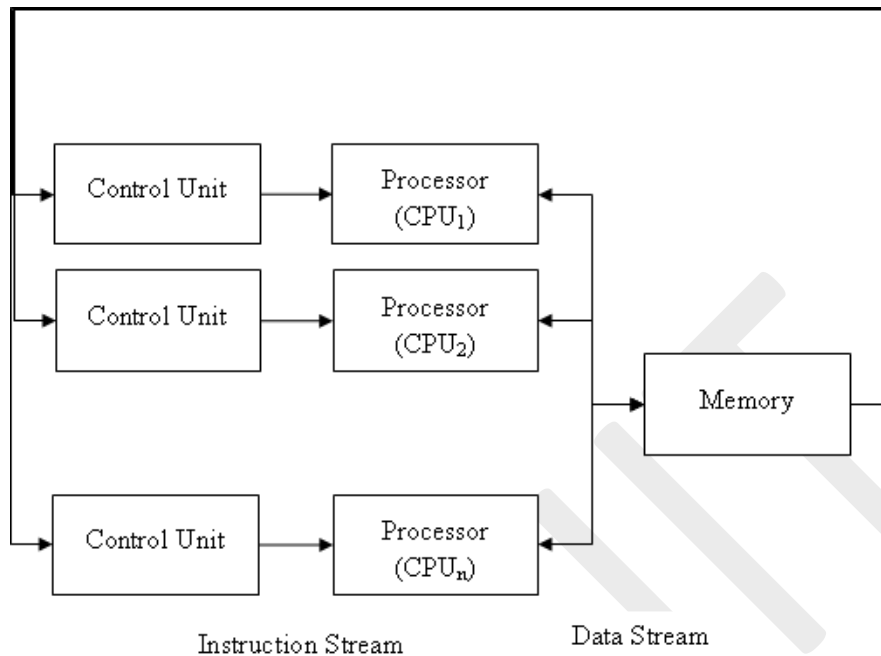 Control Unit
Processor
(CPU₁)
Control Unit
Processor
(CPU₂)
Memory
Control Unit
Processor
(CPUₙ)
Instruction Stream
Data Stream